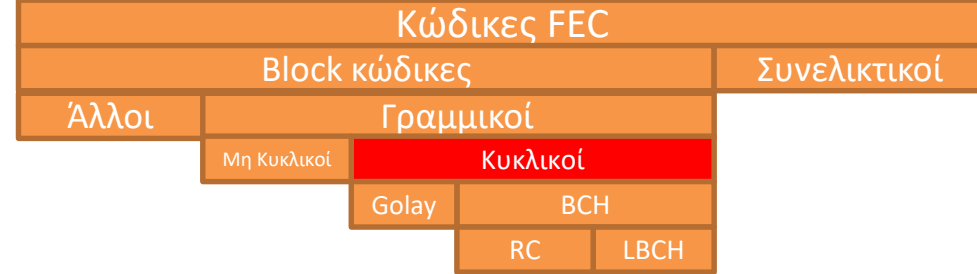 Κώδικες FEC
Block κώδικες Συνελικτικοί
Άλλοι Γραμμικοί
Μη Κυκλικοί Κυκλικοί
Golay BCH
RC LBCH